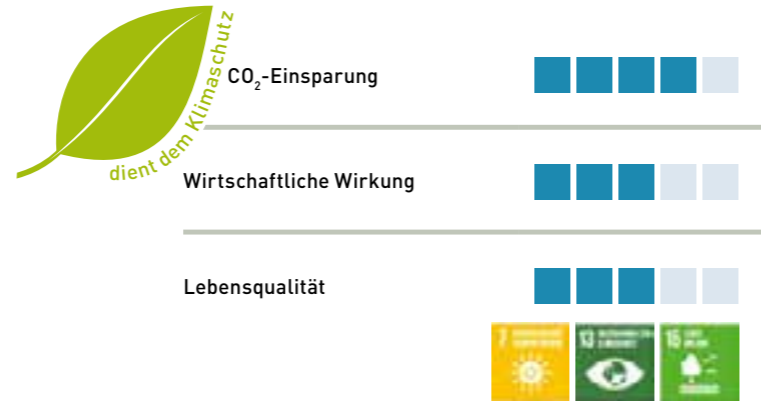 dient dem Klimaschutz
CO₂-Einsparung
Wirtschaftliche Wirkung
Lebensqualität
7
13
15